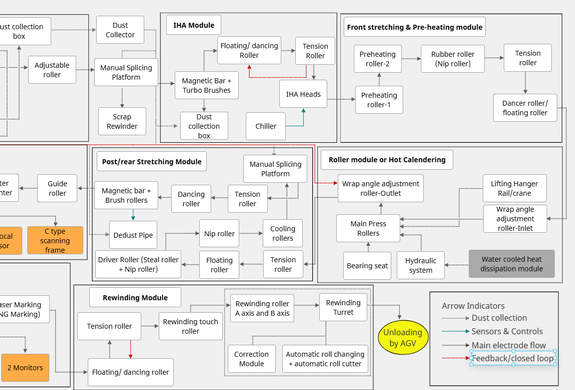 ust collection
box
Adjustable
roller
Dust
Collector
Manual Splicing
Platform
Scrap
Rewinder
IHA Module
Floating/ dancing
Roller
Tension
Roller
Magnetic Bar +
Turbo Brushes
IHA Heads
Dust
collection
box
Chiller
Front stretching & Pre-heating module
Preheating
roller-2
Rubber roller
(Nip roller)
Tension
roller
Preheating
roller-1
Dancer roller/
floating roller
ter
nter
Guide
roller
ocal
sor
C type
scanning
frame
Post/rear Stretching Module
Manual Splicing
Platform
Magnetic bar +
Brush rollers
Dancing
roller
Tension
roller
Dedust Pipe
Nip roller
Cooling
rollers
Driver Roller (Steal roller
+ Nip roller)
Floating
roller
Tension
roller
Roller module or Hot Calendering
Wrap angle adjustment
roller-Outlet
Lifting Hanger
Rail/crane
Main Press
Rollers
Wrap angle
adjustment
roller-Inlet
Bearing seat
Hydraulic
system
Water cooled heat
dissipation module
aser Marking
NG Marking)
2 Monitors
Rewinding Module
Tension roller
Rewinding touch
roller
Rewinding roller
A axis and B axis
Rewinding
Turret
Floating/ dancing roller
Correction
Module
Automatic roll changing
+ automatic roll cutter
Unloading
by AGV
Arrow Indicators
Dust collection
Sensors & Controls
Main electrode flow
Feedback/closed loop